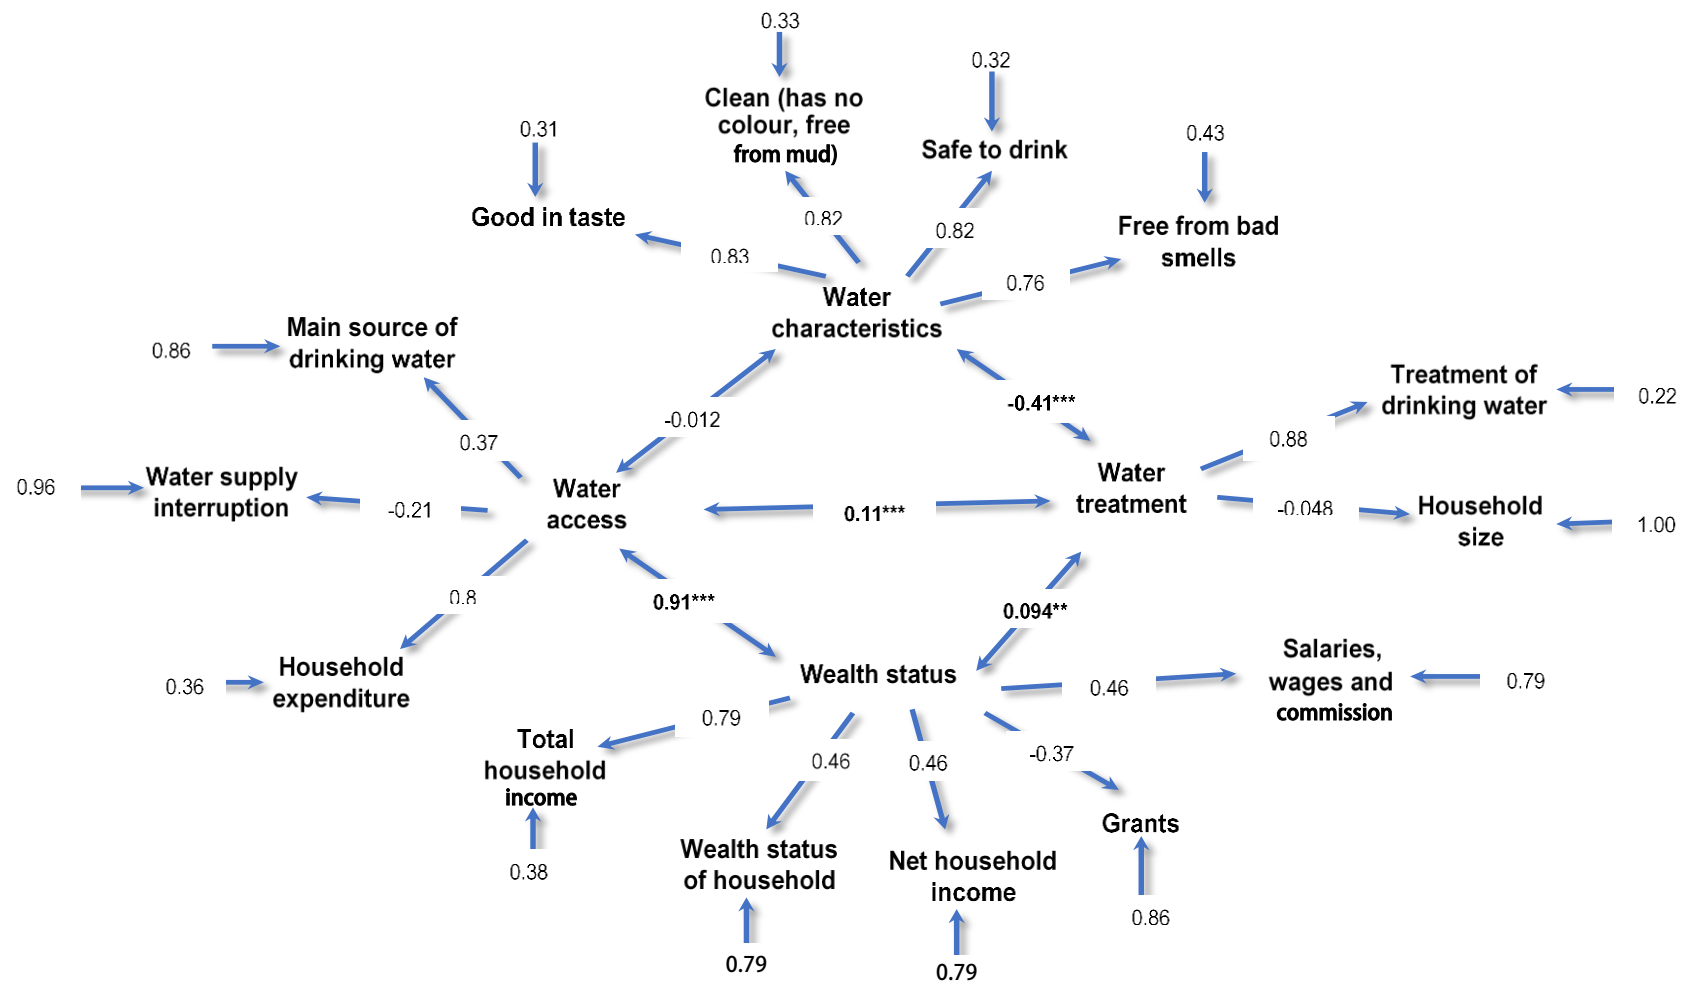 0.33
Clean (has no
colour, free
from mud)
0.32
Safe to drink
0.31
Good in taste
0.43
Free from bad
smells
0.83
0.82
0.82
0.76
Water
characteristics
Main source of
drinking water
0.86
0.37
-0.012
-0.41***
Treatment of
drinking water
0.22
0.88
0.96
Water supply
interruption
-0.21
Water
access
0.11***
Water
treatment
-0.048
Household
size
1.00
0.8
0.91***
0.094**
0.36
Household
expenditure
Wealth status
0.46
Salaries,
wages and
commission
0.79
0.79
Total
household
income
0.38
0.46
0.46
-0.37
Wealth status
of household
0.79
Net household
income
0.79
Grants
0.86